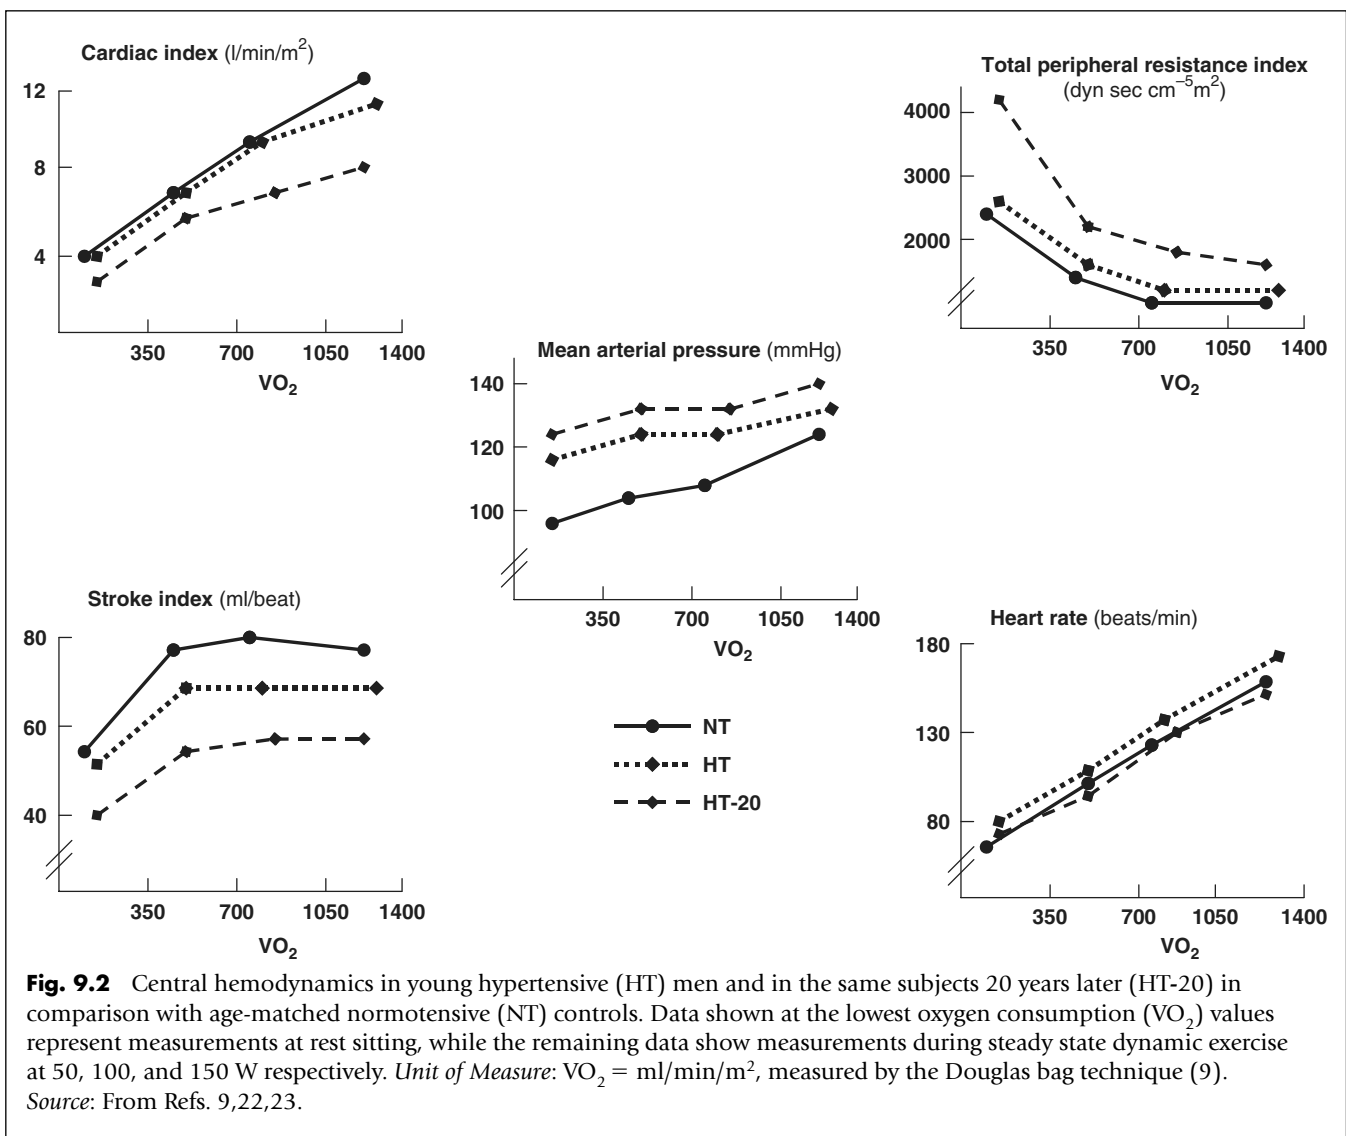 Cardiac index (l/min/m²)
12
8
4
350 700 1050 1400
VO₂
Total peripheral resistance index
(dyn sec cm⁻⁵m²)
4000
3000
2000
350 700 1050 1400
VO₂
Mean arterial pressure (mmHg)
140
120
100
350 700 1050 1400
VO₂
Stroke index (ml/beat)
80
60
40
350 700 1050 1400
VO₂
NT
HT
HT-20
Heart rate (beats/min)
180
130
80
350 700 1050 1400
VO₂
Fig. 9.2 Central hemodynamics in young hypertensive (HT) men and in the same subjects 20 years later (HT-20) in
comparison with age-matched normotensive (NT) controls. Data shown at the lowest oxygen consumption (VO₂) values
represent measurements at rest sitting, while the remaining data show measurements during steady state dynamic exercise
at 50, 100, and 150 W respectively. Unit of Measure: VO₂ = ml/min/m², measured by the Douglas bag technique (9).
Source: From Refs. 9,22,23.